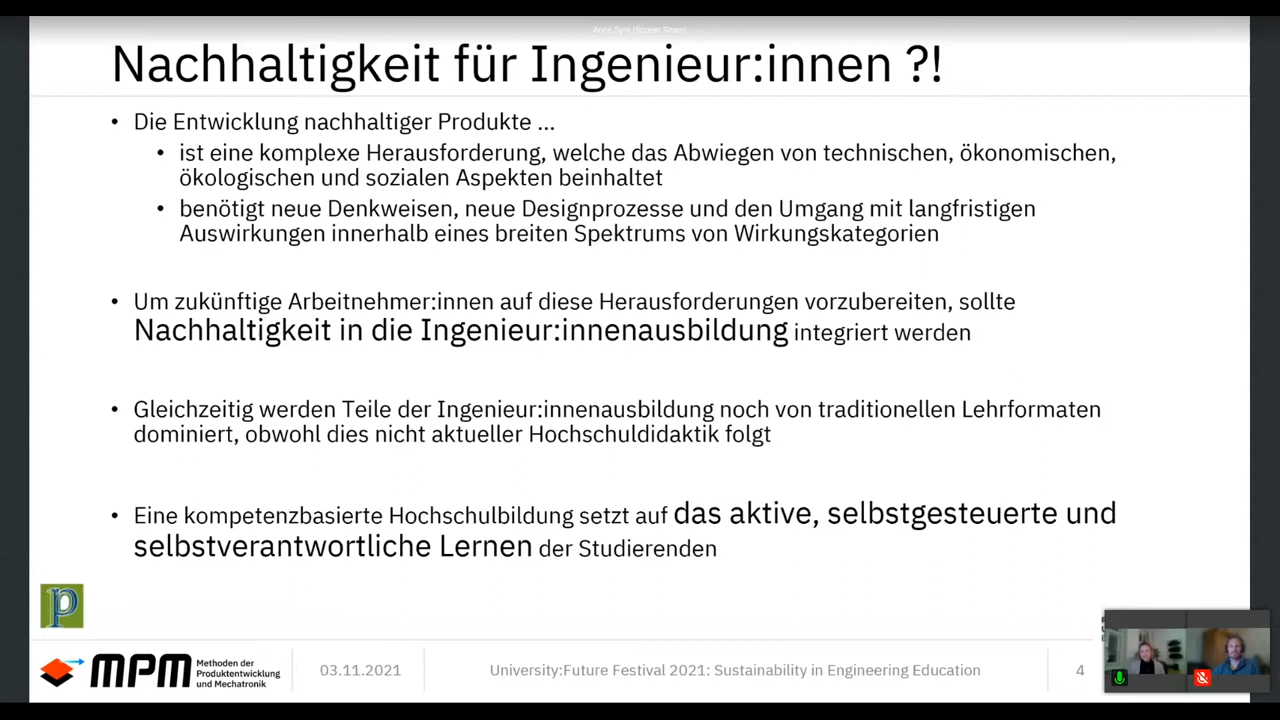 Nachhaltigkeit für Ingenieur:innen ?!
• Die Entwicklung nachhaltiger Produkte ...
• ist eine komplexe Herausforderung, welche das Abwiegen von technischen, ökonomischen,
ökologischen und sozialen Aspekten beinhaltet
• benötigt neue Denkweisen, neue Designprozesse und den Umgang mit langfristigen
Auswirkungen innerhalb eines breiten Spektrums von Wirkungskategorien
• Um zukünftige Arbeitnehmer:innen auf diese Herausforderungen vorzubereiten, sollte
Nachhaltigkeit in die Ingenieur:innenausbildung integriert werden
• Gleichzeitig werden Teile der Ingenieur:innenausbildung noch von traditionellen Lehrformaten
dominiert, obwohl dies nicht aktueller Hochschuldidaktik folgt
• Eine kompetenzbasierte Hochschulbildung setzt auf das aktive, selbstgesteuerte und
selbstverantwortliche Lernen der Studierenden
p
MPM
Methoden der
Produktentwicklung
und Mechatronik
03.11.2021
University:Future Festival 2021: Sustainability in Engineering Education
4